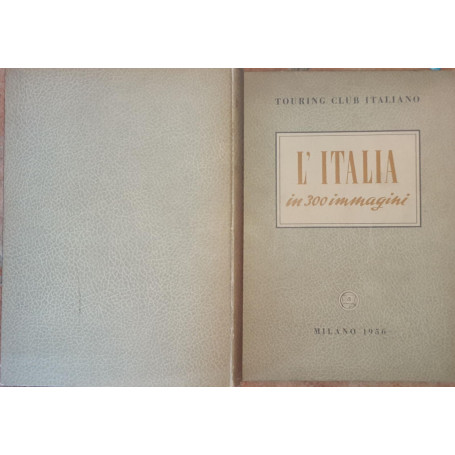 TOURING CLUB ITALIANO
L'ITALIA
in 300 immagini
MILANO 1956